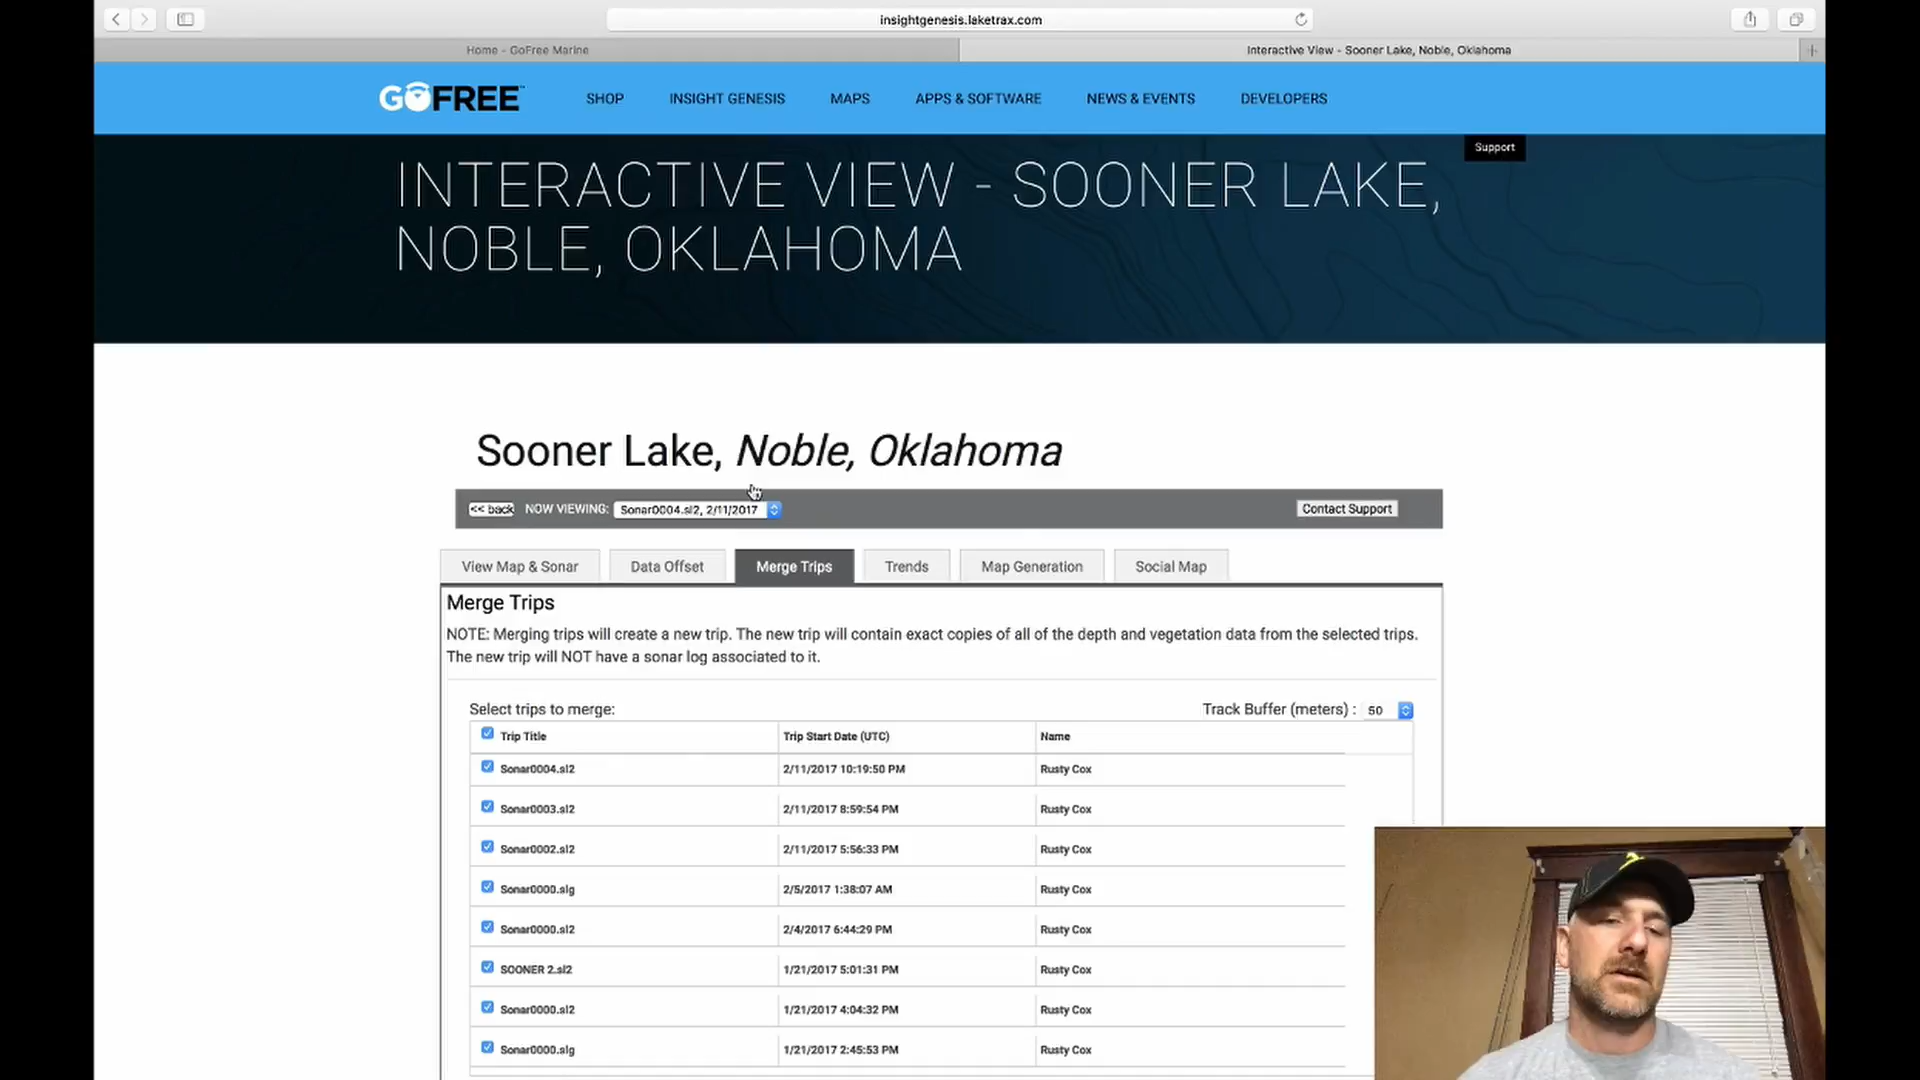 insightgenesis.laketrax.com
Home - GoFree Marine
Interactive View - Sooner Lake, Noble, Oklahoma
GOFREE SHOP INSIGHT GENESIS MAPS APPS & SOFTWARE NEWS & EVENTS DEVELOPERS
Support
INTERACTIVE VIEW - SOONER LAKE,
NOBLE, OKLAHOMA
Sooner Lake, Noble, Oklahoma
<< back NOW VIEWING: Sonar0004.sl2, 2/11/2017 Contact Support
View Map & Sonar Data Offset Merge Trips Trends Map Generation Social Map
Merge Trips
NOTE: Merging trips will create a new trip. The new trip will contain exact copies of all of the depth and vegetation data from the selected trips.
The new trip will NOT have a sonar log associated to it.
Select trips to merge: Track Buffer (meters) : 50
Trip Title Trip Start Date (UTC) Name
Sonar0004.sl2 2/11/2017 10:19:50 PM Rusty Cox
Sonar0003.sl2 2/11/2017 8:59:54 PM Rusty Cox
Sonar0002.sl2 2/11/2017 5:56:33 PM Rusty Cox
Sonar0000.slg 2/5/2017 1:38:07 AM Rusty Cox
Sonar0000.sl2 2/4/2017 6:44:29 PM Rusty Cox
SOONER 2.sl2 1/21/2017 5:01:31 PM Rusty Cox
Sonar0000.sl2 1/21/2017 4:04:32 PM Rusty Cox
Sonar0000.slg 1/21/2017 2:45:53 PM Rusty Cox